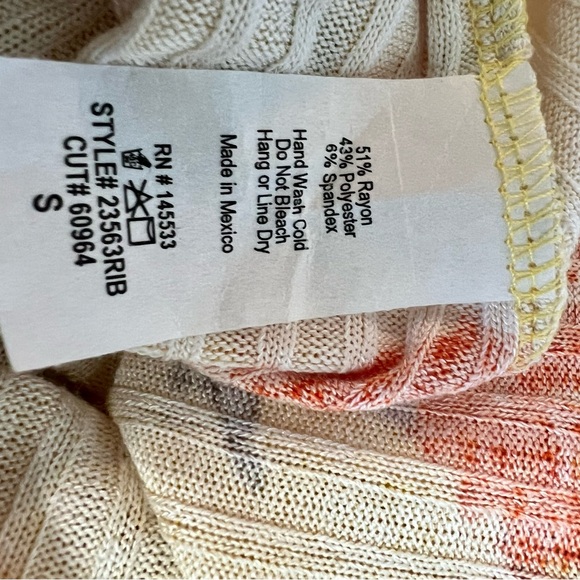 51% Rayon
43% Polyester
6% Spandex
Hand Wash Cold
Do Not Bleach
Hang or Line Dry
Made in Mexico
RN # 145533
STYLE# 23563RIB
CUT# 60964
S